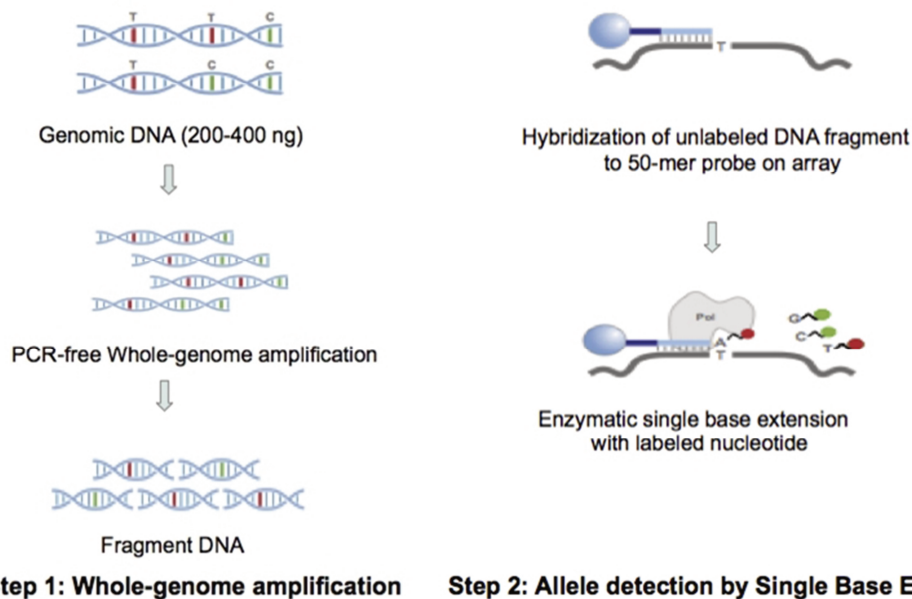 T T C
T C C
Genomic DNA (200-400 ng)
PCR-free Whole-genome amplification
Fragment DNA
tep 1: Whole-genome amplification
T
Hybridization of unlabeled DNA fragment
to 50-mer probe on array
Pol
G
C
A
T
T
Enzymatic single base extension
with labeled nucleotide
Step 2: Allele detection by Single Base E